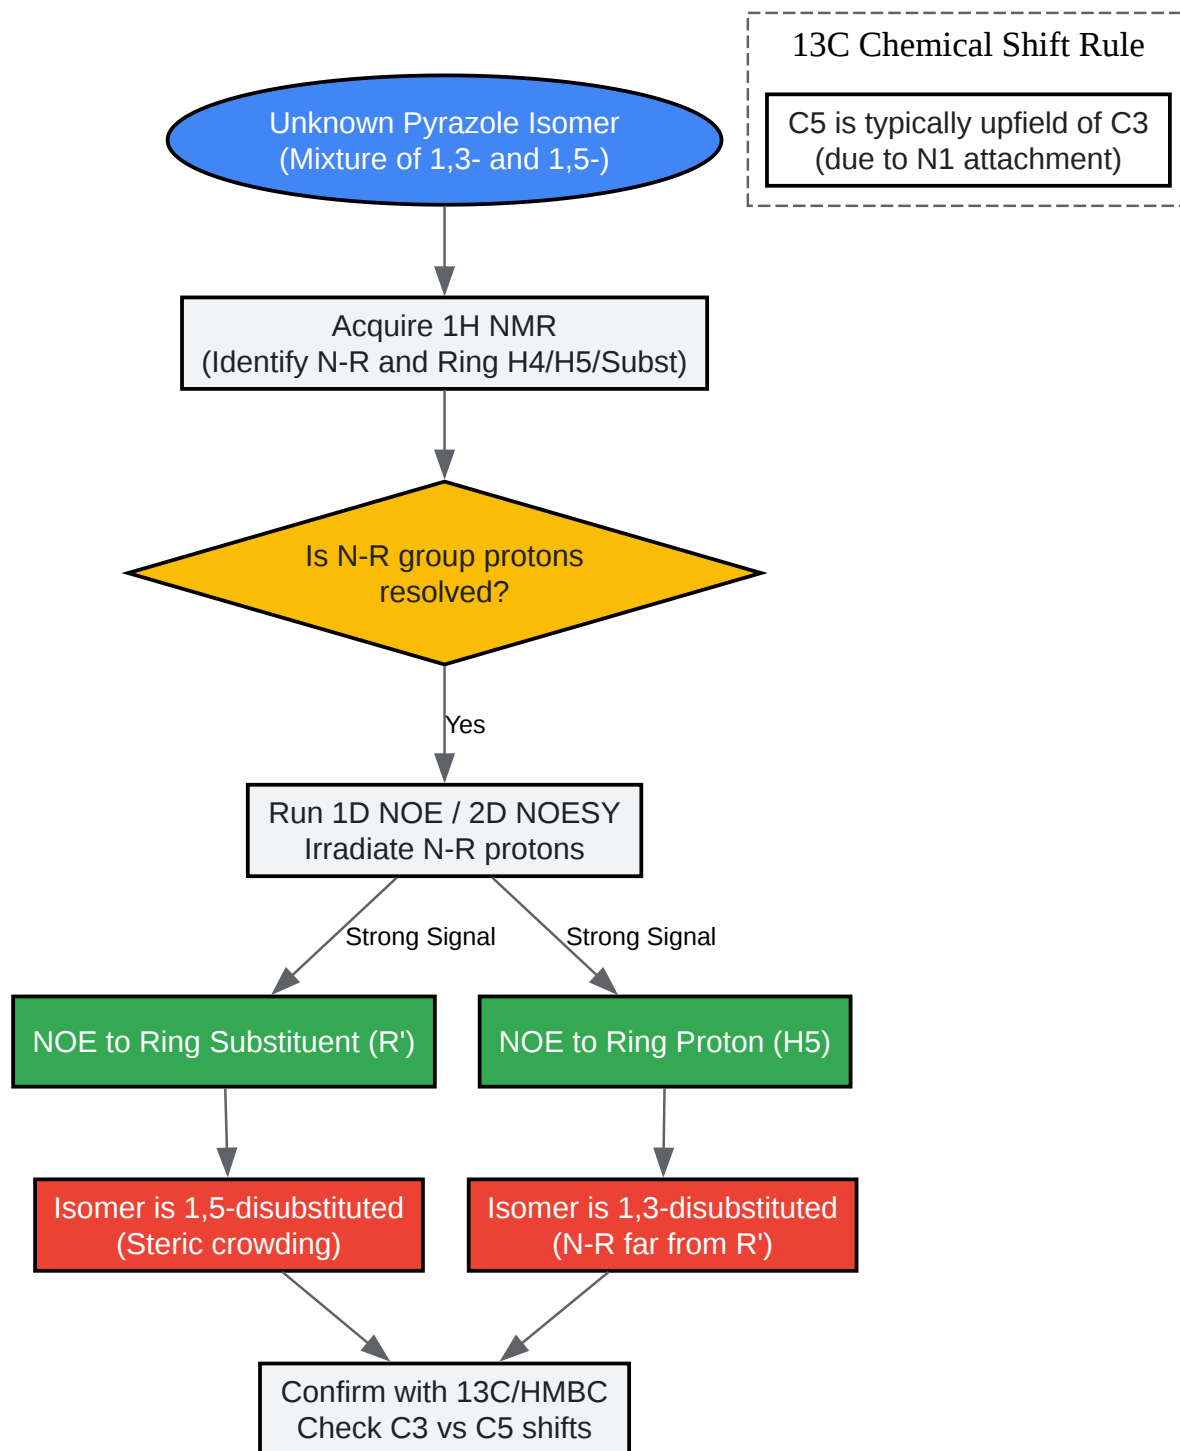 13C Chemical Shift Rule
C5 is typically upfield of C3
(due to N1 attachment)
Unknown Pyrazole Isomer
(Mixture of 1,3- and 1,5-)
Acquire 1H NMR
(Identify N-R and Ring H4/H5/Subst)
Is N-R group protons
resolved?
Yes
Run 1D NOE / 2D NOESY
Irradiate N-R protons
Strong Signal
Strong Signal
NOE to Ring Substituent (R')
NOE to Ring Proton (H5)
Isomer is 1,5-disubstituted
(Steric crowding)
Isomer is 1,3-disubstituted
(N-R far from R')
Confirm with 13C/HMBC
Check C3 vs C5 shifts